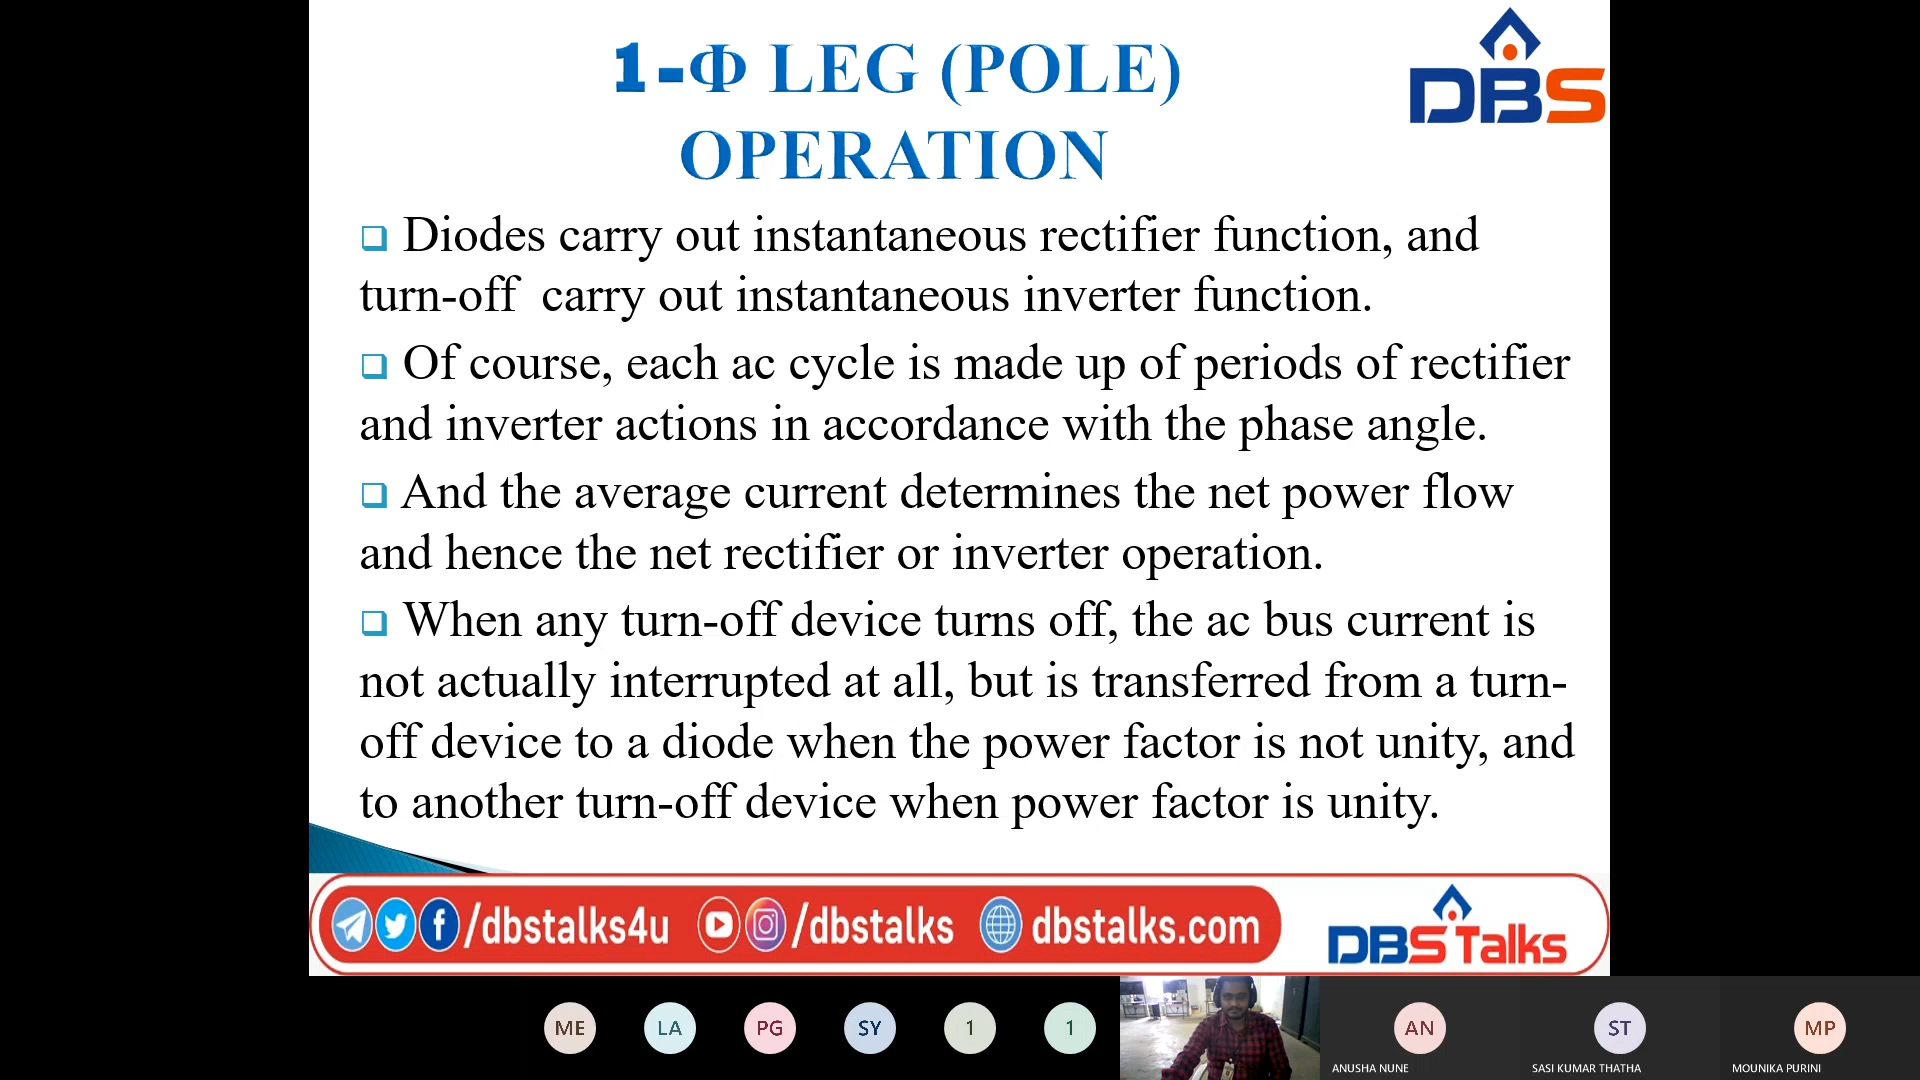 1-Φ LEG (POLE)
OPERATION
DBS
Diodes carry out instantaneous rectifier function, and
turn-off carry out instantaneous inverter function.
Of course, each ac cycle is made up of periods of rectifier
and inverter actions in accordance with the phase angle.
And the average current determines the net power flow
and hence the net rectifier or inverter operation.
When any turn-off device turns off, the ac bus current is
not actually interrupted at all, but is transferred from a turn-
off device to a diode when the power factor is not unity, and
to another turn-off device when power factor is unity.
/dbstalks4u /dbstalks dbstalks.com
DBS Talks
ME LA PG SY 1 1 AN ST MP
ANUSHA NUNE SASI KUMAR THATHA MOUNIKA PURINI